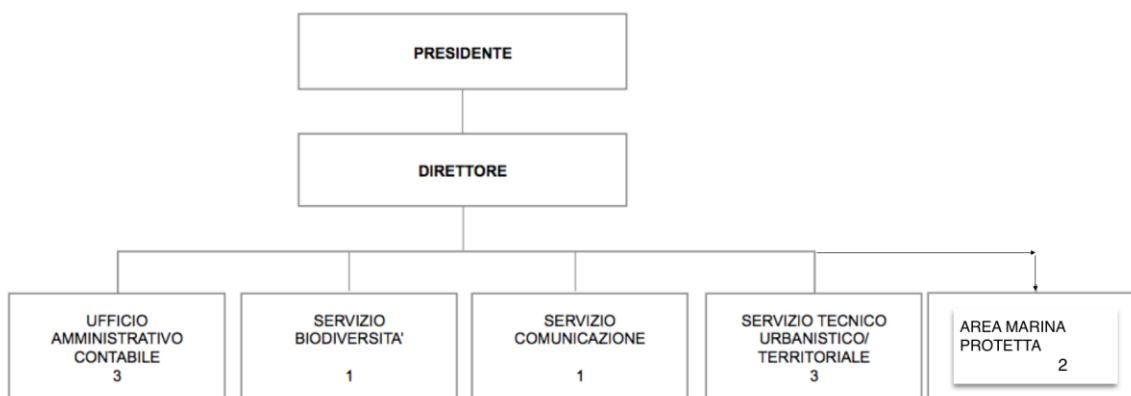 PRESIDENTE
DIRETTORE
UFFICIO
AMMINISTRATIVO
CONTABILE
3
SERVIZIO
BIODIVERSITA'
1
SERVIZIO
COMUNICAZIONE
1
SERVIZIO TECNICO
URBANISTICO/
TERRITORIALE
3
AREA MARINA
PROTETTA
2